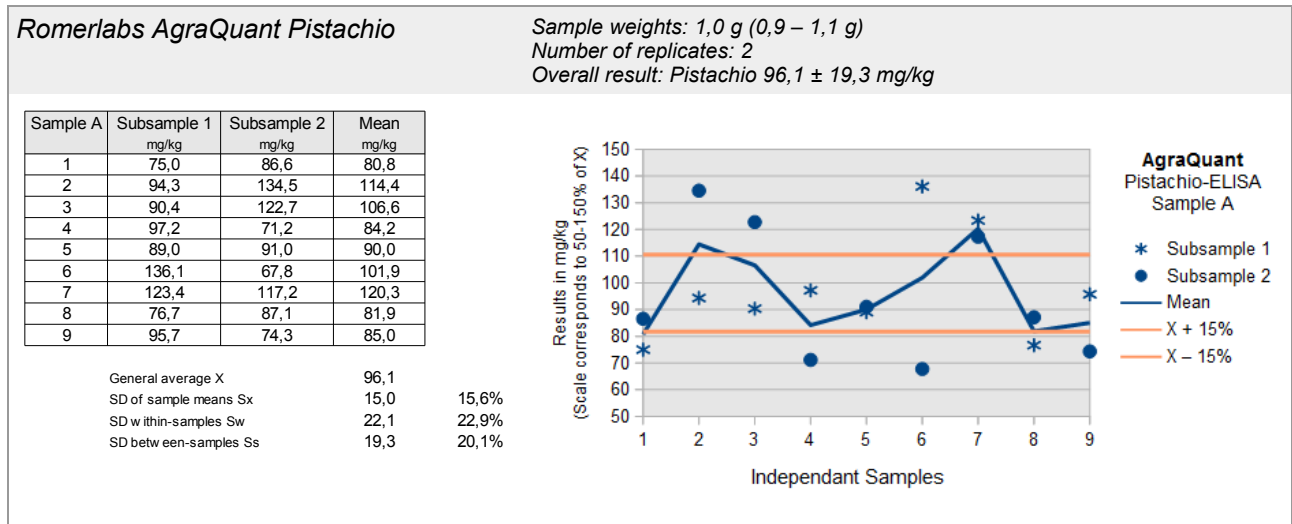 Romerlabs AgraQuant Pistachio
Sample weights: 1,0 g (0,9 – 1,1 g)
Number of replicates: 2
Overall result: Pistachio 96,1 ± 19,3 mg/kg
Sample A Subsample 1 Subsample 2 Mean
mg/kg mg/kg mg/kg
1 75,0 86,6 80,8
2 94,3 134,5 114,4
3 90,4 122,7 106,6
4 97,2 71,2 84,2
5 89,0 91,0 90,0
6 136,1 67,8 101,9
7 123,4 117,2 120,3
8 76,7 87,1 81,9
9 95,7 74,3 85,0
General average X 96,1
SD of sample means Sx 15,0 15,6%
SD within-samples Sw 22,1 22,9%
SD between-samples Ss 19,3 20,1%
Results in mg/kg
(Scale corresponds to 50-150% of X)
150
140
130
120
110
100
90
80
70
60
50
1 2 3 4 5 6 7 8 9
Independant Samples
AgraQuant
Pistachio-ELISA
Sample A
Subsample 1
Subsample 2
Mean
X + 15%
X – 15%